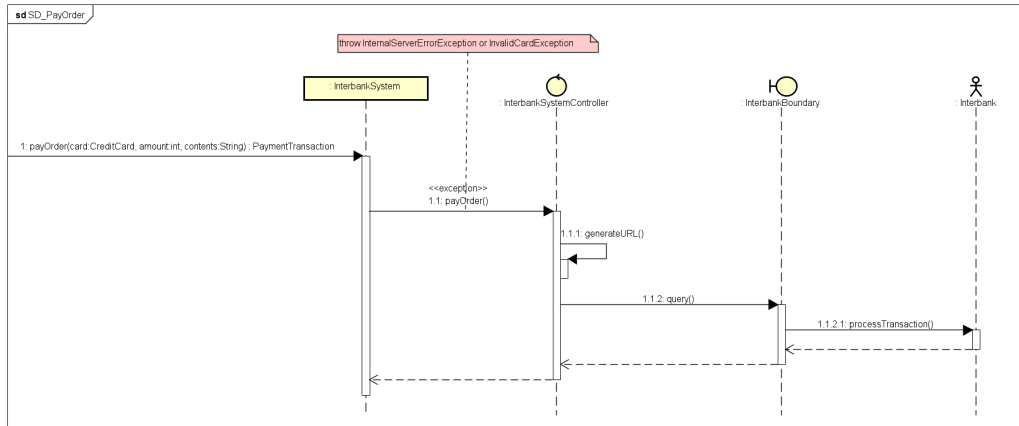 sd SD_PayOrder
throw InternalServerErrorException or InvalidCardException
: InterbankSystem
: InterbankSystemController
: InterbankBoundary
: Interbank
1: payOrder(card:CreditCard, amount:int, contents:String) : PaymentTransaction
<<exception>>
1.1: payOrder()
1.1.1: generateURL()
1.1.2: query()
1.1.2.1: processTransaction()